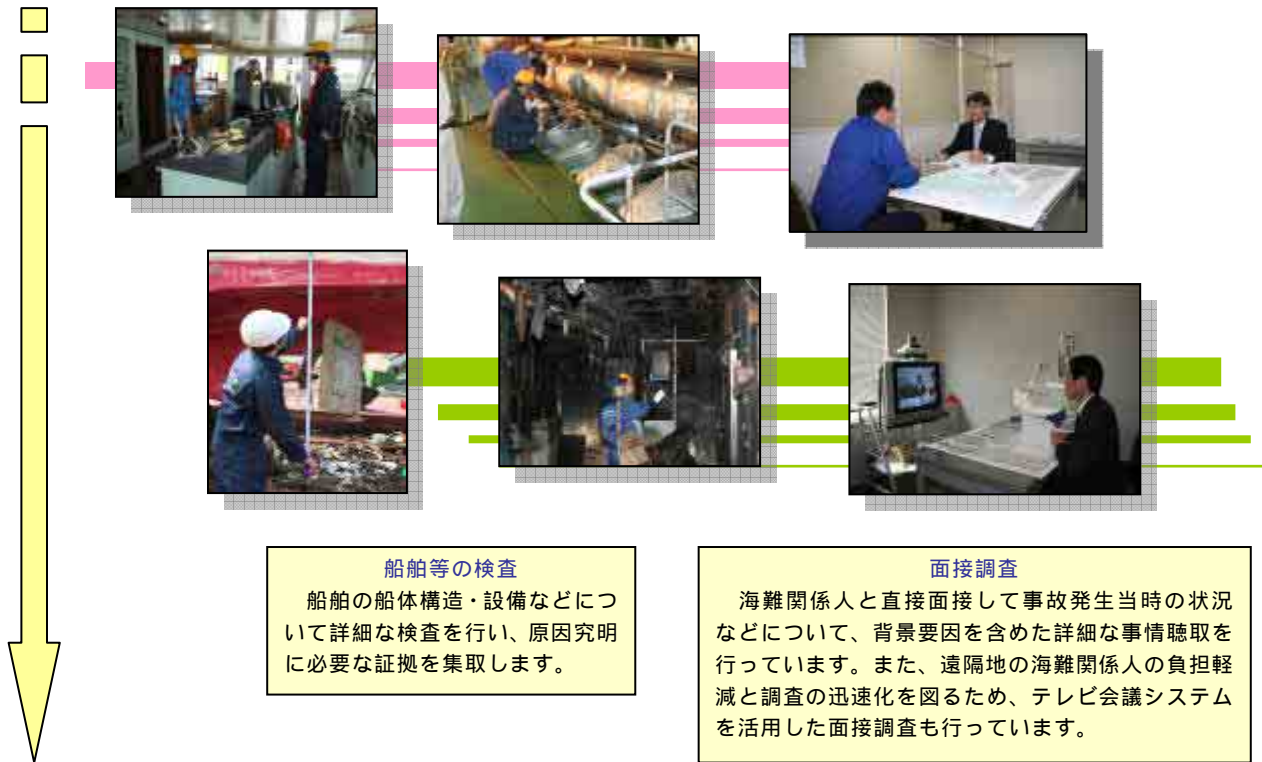 船舶等の検査
船舶の船体構造・設備などにつ
いて詳細な検査を行い、原因究明
に必要な証拠を集取します。
面接調査
海難関係人と直接面接して事故発生当時の状況
などについて、背景要因を含めた詳細な事情聴取を
行っています。また、遠隔地の海難関係人の負担軽
減と調査の迅速化を図るため、テレビ会議システム
を活用した面接調査も行っています。